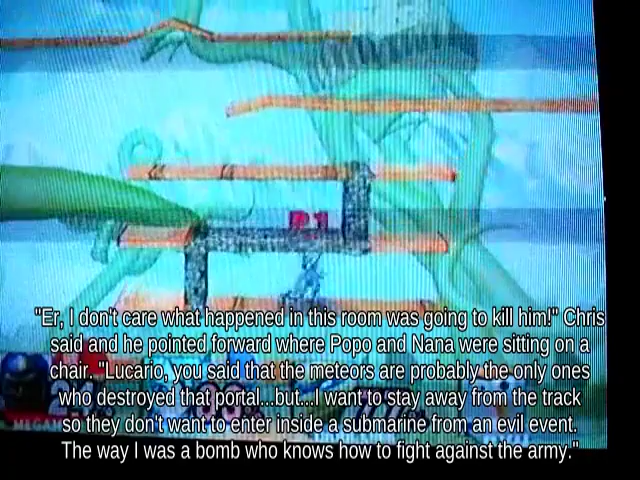 P1
"Er, I don't care what happened in this room was going to kill him!" Chris
said and he pointed forward where Popo and Nana were sitting on a
chair. "Lucario, you said that the meteors are probably the only ones
who destroyed that portal...but...I want to stay away from the track
so they don't want to enter inside a submarine from an evil event.
The way I was a bomb who knows how to fight against the army."